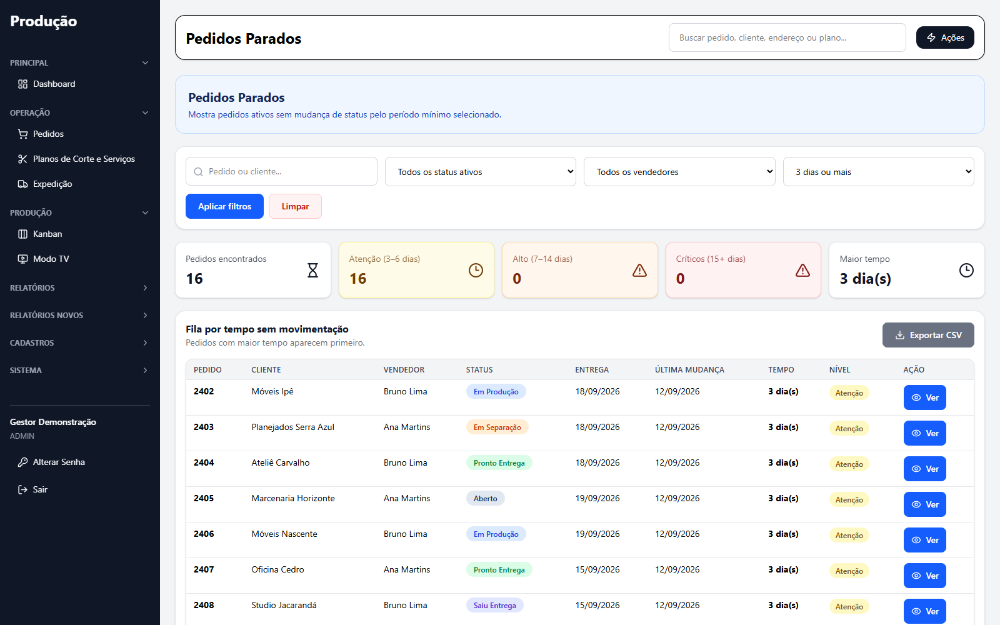 Produção
PRINCIPAL
Dashboard
OPERAÇÃO
Pedidos
Planos de Corte e Serviços
Expedição
PRODUÇÃO
Kanban
Modo TV
RELATÓRIOS
RELATÓRIOS NOVOS
CADASTROS
SISTEMA
Gestor Demonstração
ADMIN
Alterar Senha
Sair
Pedidos Parados
Buscar pedido, cliente, endereço ou plano...
Ações
Pedidos Parados
Mostra pedidos ativos sem mudança de status pelo período mínimo selecionado.
Pedido ou cliente...
Todos os status ativos
Todos os vendedores
3 dias ou mais
Aplicar filtros
Limpar
Pedidos encontrados
16
Atenção (3–6 dias)
16
Alto (7–14 dias)
0
Críticos (15+ dias)
0
Maior tempo
3 dia(s)
Fila por tempo sem movimentação
Pedidos com maior tempo aparecem primeiro.
Exportar CSV
PEDIDO CLIENTE VENDEDOR STATUS ENTREGA ÚLTIMA MUDANÇA TEMPO NÍVEL AÇÃO
2402 Móveis Ipê Bruno Lima Em Produção 18/09/2026 12/09/2026 3 dia(s) Atenção Ver
2403 Planejados Serra Azul Ana Martins Em Separação 18/09/2026 12/09/2026 3 dia(s) Atenção Ver
2404 Ateliê Carvalho Bruno Lima Pronto Entrega 18/09/2026 12/09/2026 3 dia(s) Atenção Ver
2405 Marcenaria Horizonte Ana Martins Aberto 19/09/2026 12/09/2026 3 dia(s) Atenção Ver
2406 Móveis Nascente Bruno Lima Em Produção 19/09/2026 12/09/2026 3 dia(s) Atenção Ver
2407 Oficina Cedro Ana Martins Pronto Entrega 15/09/2026 12/09/2026 3 dia(s) Atenção Ver
2408 Studio Jacarandá Bruno Lima Saiu Entrega 15/09/2026 12/09/2026 3 dia(s) Atenção Ver